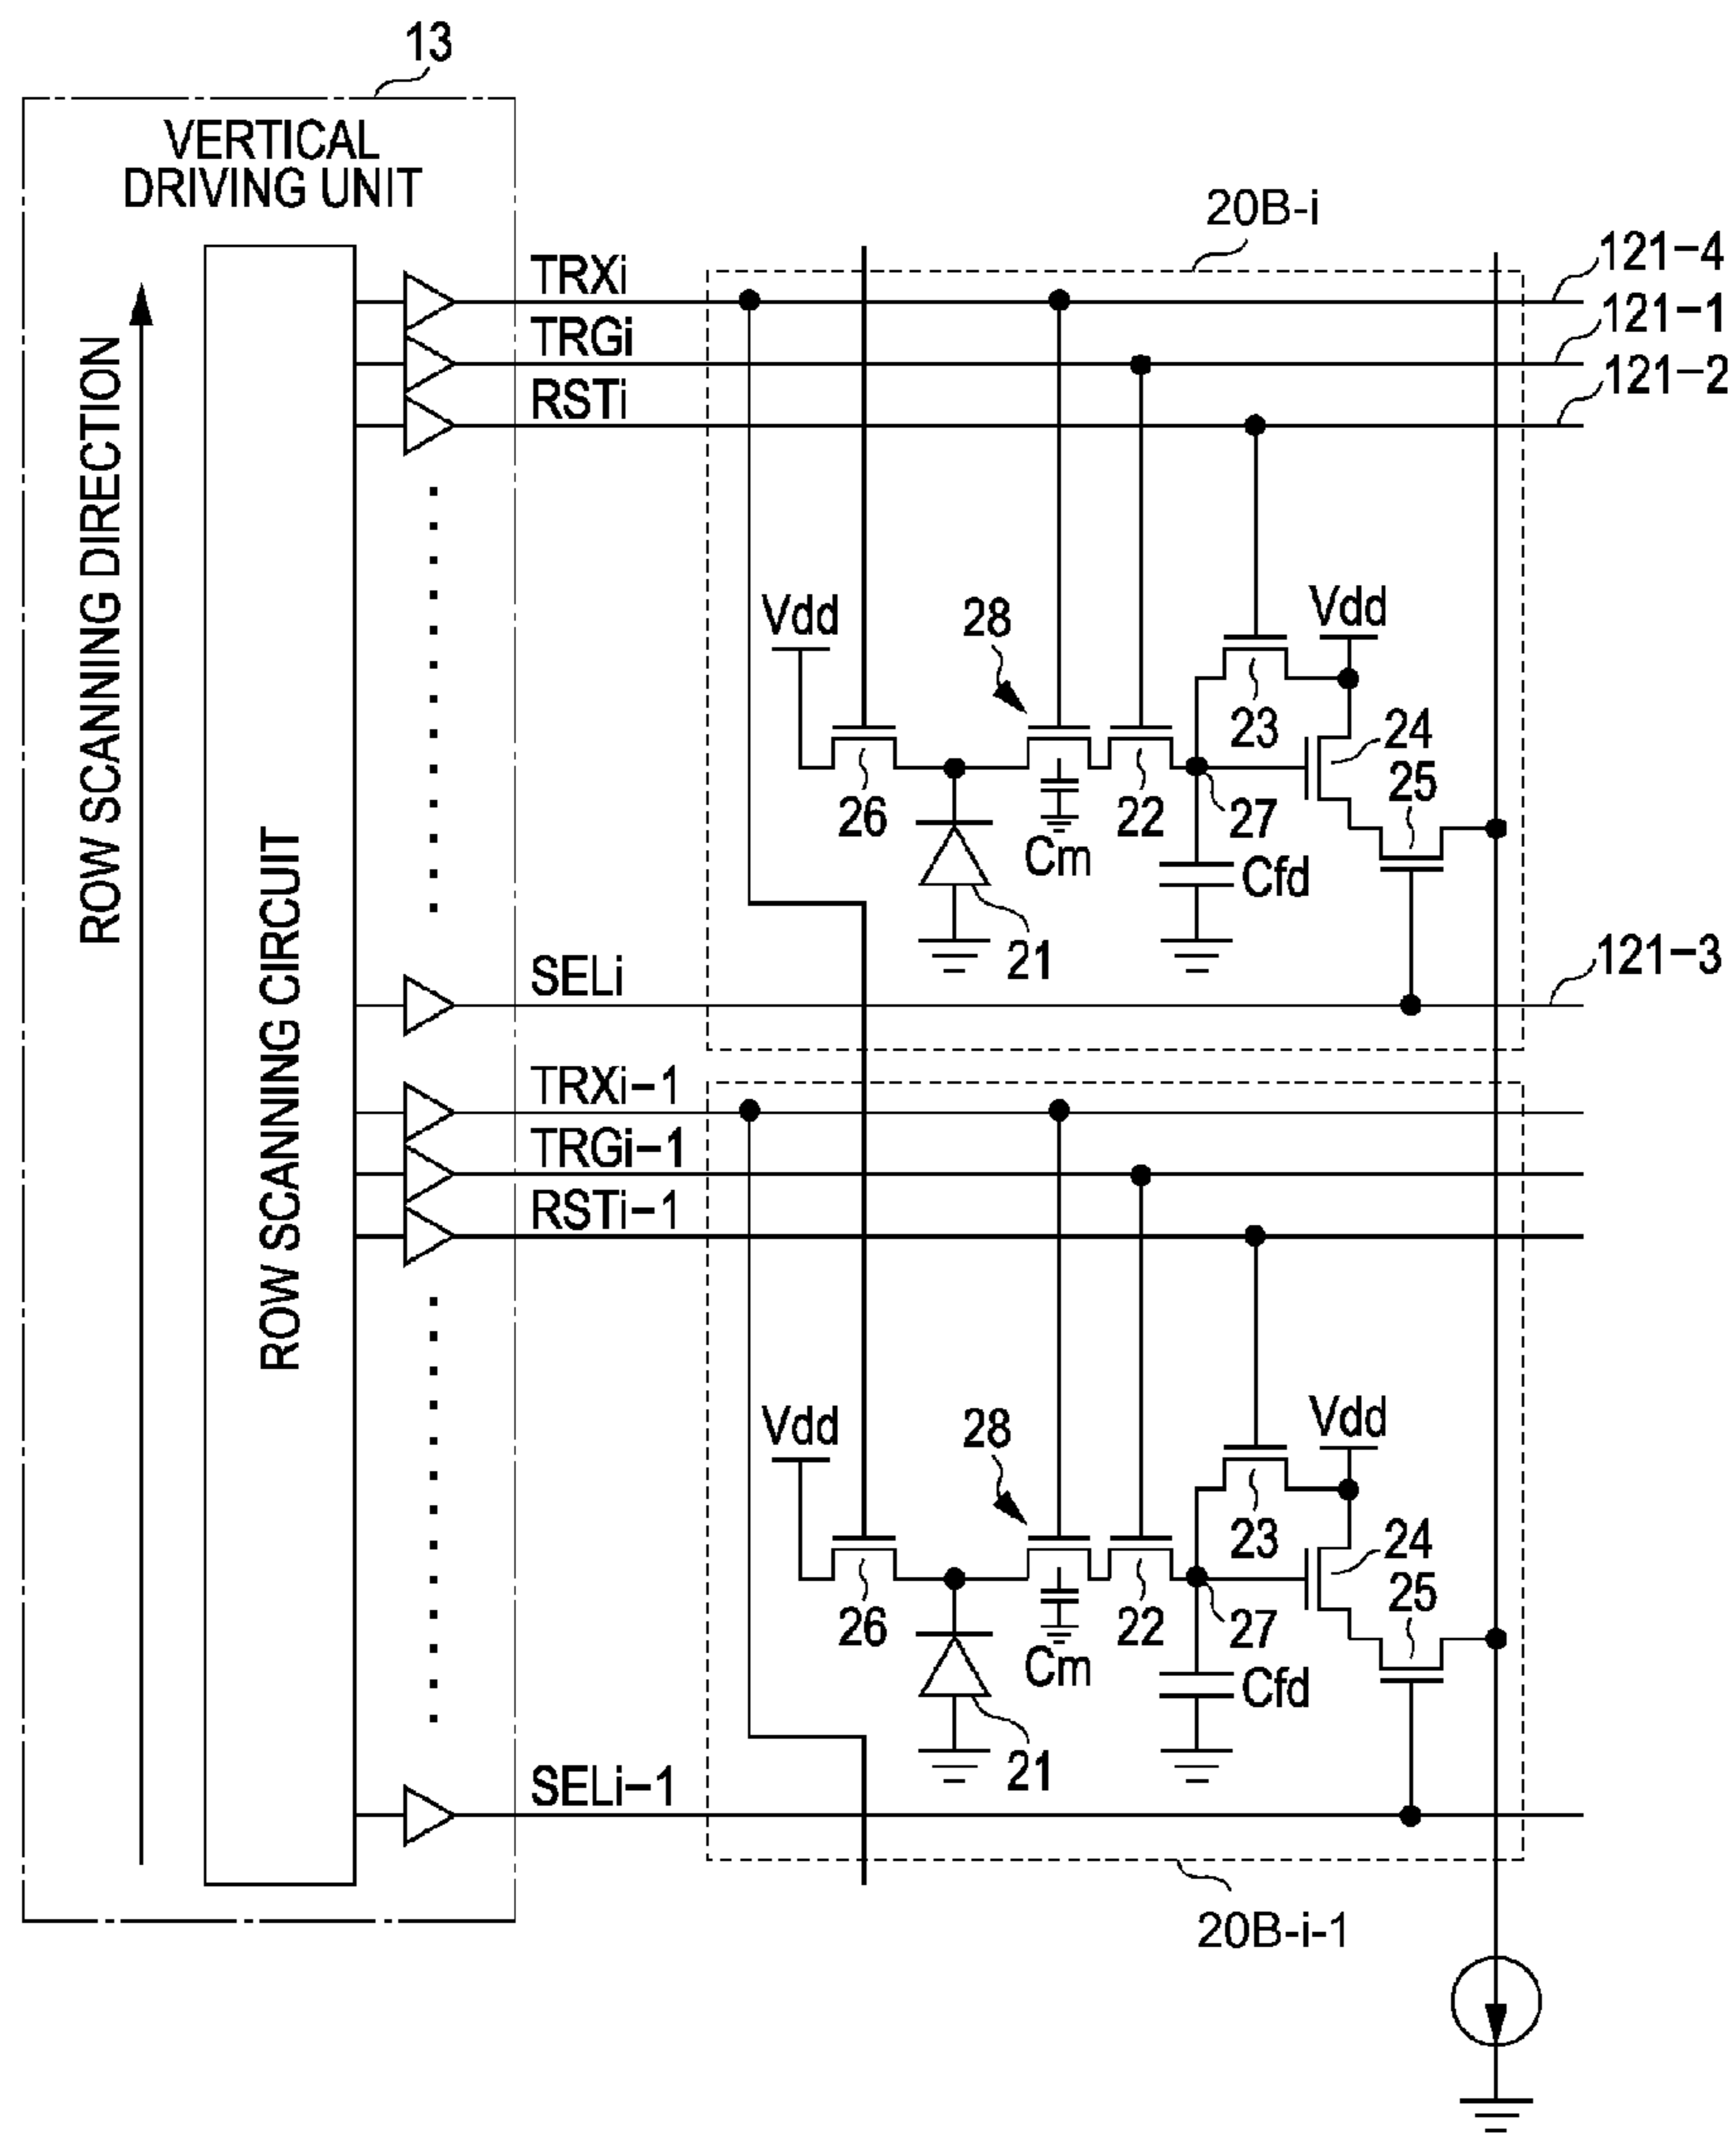 13
VERTICAL
DRIVING UNIT
ROW SCANNING DIRECTION
ROW SCANNING CIRCUIT
20B-i
TRXi
121-4
TRGi
121-1
RSTi
121-2
Vdd
28
Vdd
23
24
26
22
27
25
Cm
Cfd
21
SELi
121-3
TRXi-1
TRGi-1
RSTi-1
Vdd
28
Vdd
23
24
26
22
27
25
Cm
Cfd
21
SELi-1
20B-i-1